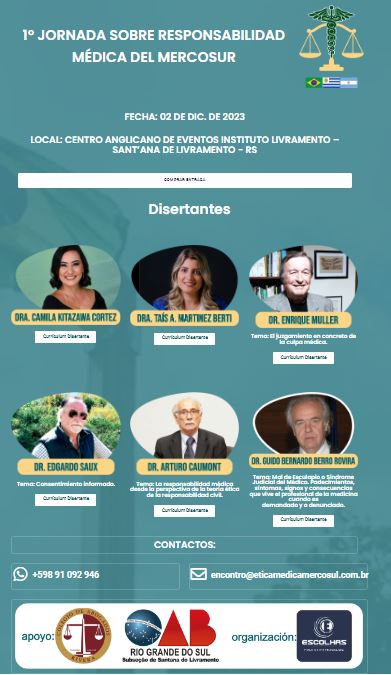 1º JORNADA SOBRE RESPONSABILIDAD
MÉDICA DEL MERCOSUR
FECHA: 02 DE DIC. DE 2023
LOCAL: CENTRO ANGLICANO DE EVENTOS INSTITUTO LIVRAMENTO –
SANT'ANA DE LIVRAMENTO - RS
COMPRAR ENTRADA
Disertantes
DRA. CAMILA KITAZAWA CORTEZ
DRA. TAÍS A. MARTINEZ BERTI
DR. ENRIQUE MULLER
Curriculum Disertante
Curriculum Disertante
Tema: El juzgamiento en concreto de
la culpa médica.
Curriculum Disertante
DR. EDGARDO SAUX
DR. ARTURO CAUMONT
DR. GUIDO BERNARDO BERRO ROVIRA
Tema: Consentimiento informado.
Curriculum Disertante
Tema: La responsabilidad médica
desde la perspectiva de la teoría ética
de la responsabilidad civil.
Curriculum Disertante
Tema: Mal de Esculapio o Síndrome
Judicial del Médico. Padecimientos,
síntomas, signos y consecuencias
que vive el profesional de la medicina
cuando es
demandado y o denunciado.
Curriculum Disertante
CONTACTOS:
+598 91 092 946
encontro@eticamedicamercosul.com.br
apoyo:
COLEGIO DE ABOGADOS
RIVERA
OAB
RIO GRANDE DO SUL
Subseção de Santana do Livramento
organización:
ESCOLHAS